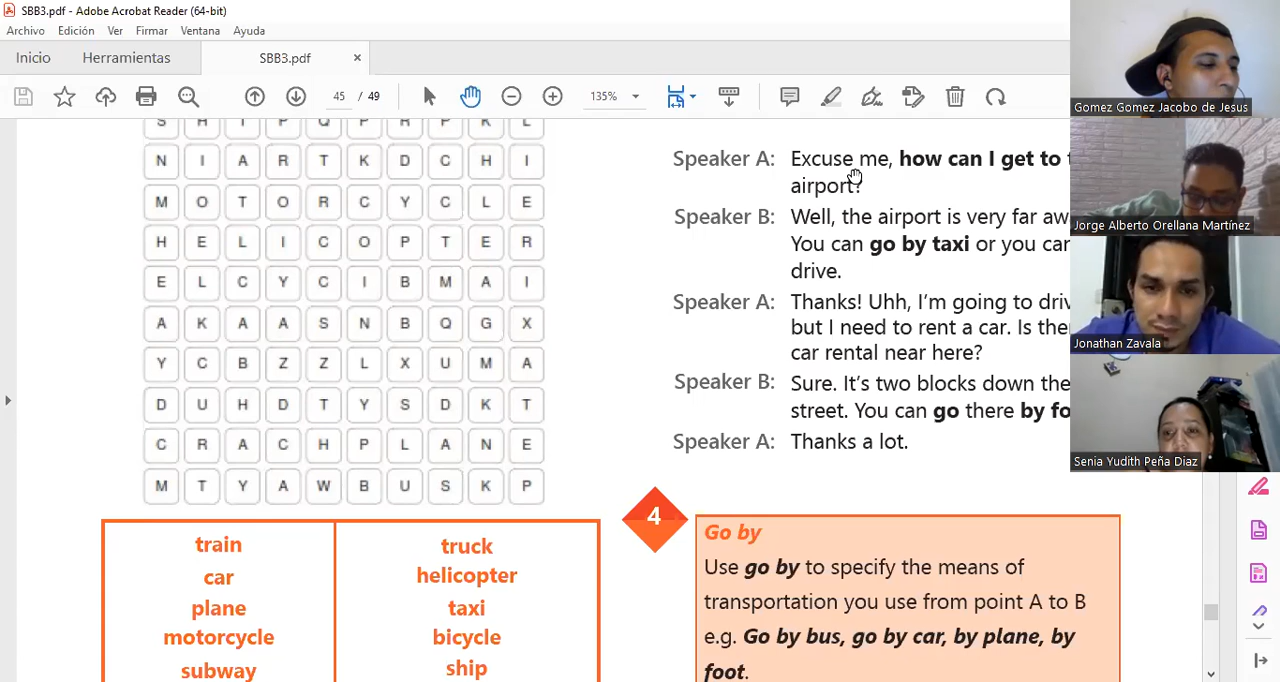 SBB3.pdf - Adobe Acrobat Reader (64-bit)
Archivo Edición Ver Firmar Ventana Ayuda
Inicio Herramientas SBB3.pdf ×
45 / 49 135%
S H I P Q P R P K L
N I A R T K D C H I
M O T O R C Y C L E
H E L I C O P T E R
E L C Y C I B M A I
A K A A S N B Q G X
Y C B Z Z L X U M A
D U H D T Y S D K T
C R A C H P L A N E
M T Y A W B U S K P
train
car
plane
motorcycle
subway
truck
helicopter
taxi
bicycle
ship
Speaker A: Excuse me, how can I get to
airport?
Speaker B: Well, the airport is very far
You can go by taxi or you
drive.
Speaker A: Thanks! Uhh, I'm going to
but I need to rent a car. Is
car rental near here?
Speaker B: Sure. It's two blocks down the
street. You can go there by
Speaker A: Thanks a lot.
4
Go by
Use go by to specify the means of
transportation you use from point A to B
e.g. Go by bus, go by car, by plane, by
foot.
Gomez Gomez Jacobo de Jesus
Jorge Alberto Orellana Martínez
Jonathan Zavala
Senia Yudith Peña Diaz